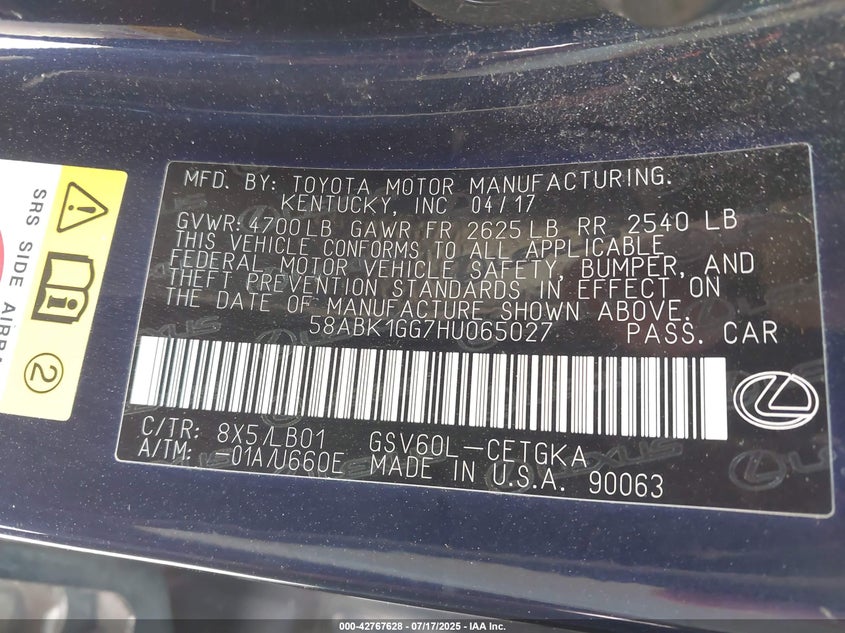 MFD. BY: TOYOTA MOTOR MANUFACTURING.
KENTUCKY, INC 04/17
GVWR: 4700LB GAWR FR 2625LB RR 2540 LB
THIS VEHICLE CONFORMS TO ALL APPLICABLE
FEDERAL MOTOR VEHICLE SAFETY, BUMPER, AND
THEFT PREVENTION STANDARDS IN EFFECT ON
THE DATE OF MANUFACTURE SHOWN ABOVE.
58ABK1GG7HU065027 PASS. CAR
C/TR: 8X5/LB01 GSV60L-CETGKA
A/TM: -01A/U660E MADE IN U.S.A. 90063
SRS SIDE
2
000-42767628 - 07/17/2025 - IAA, Inc.